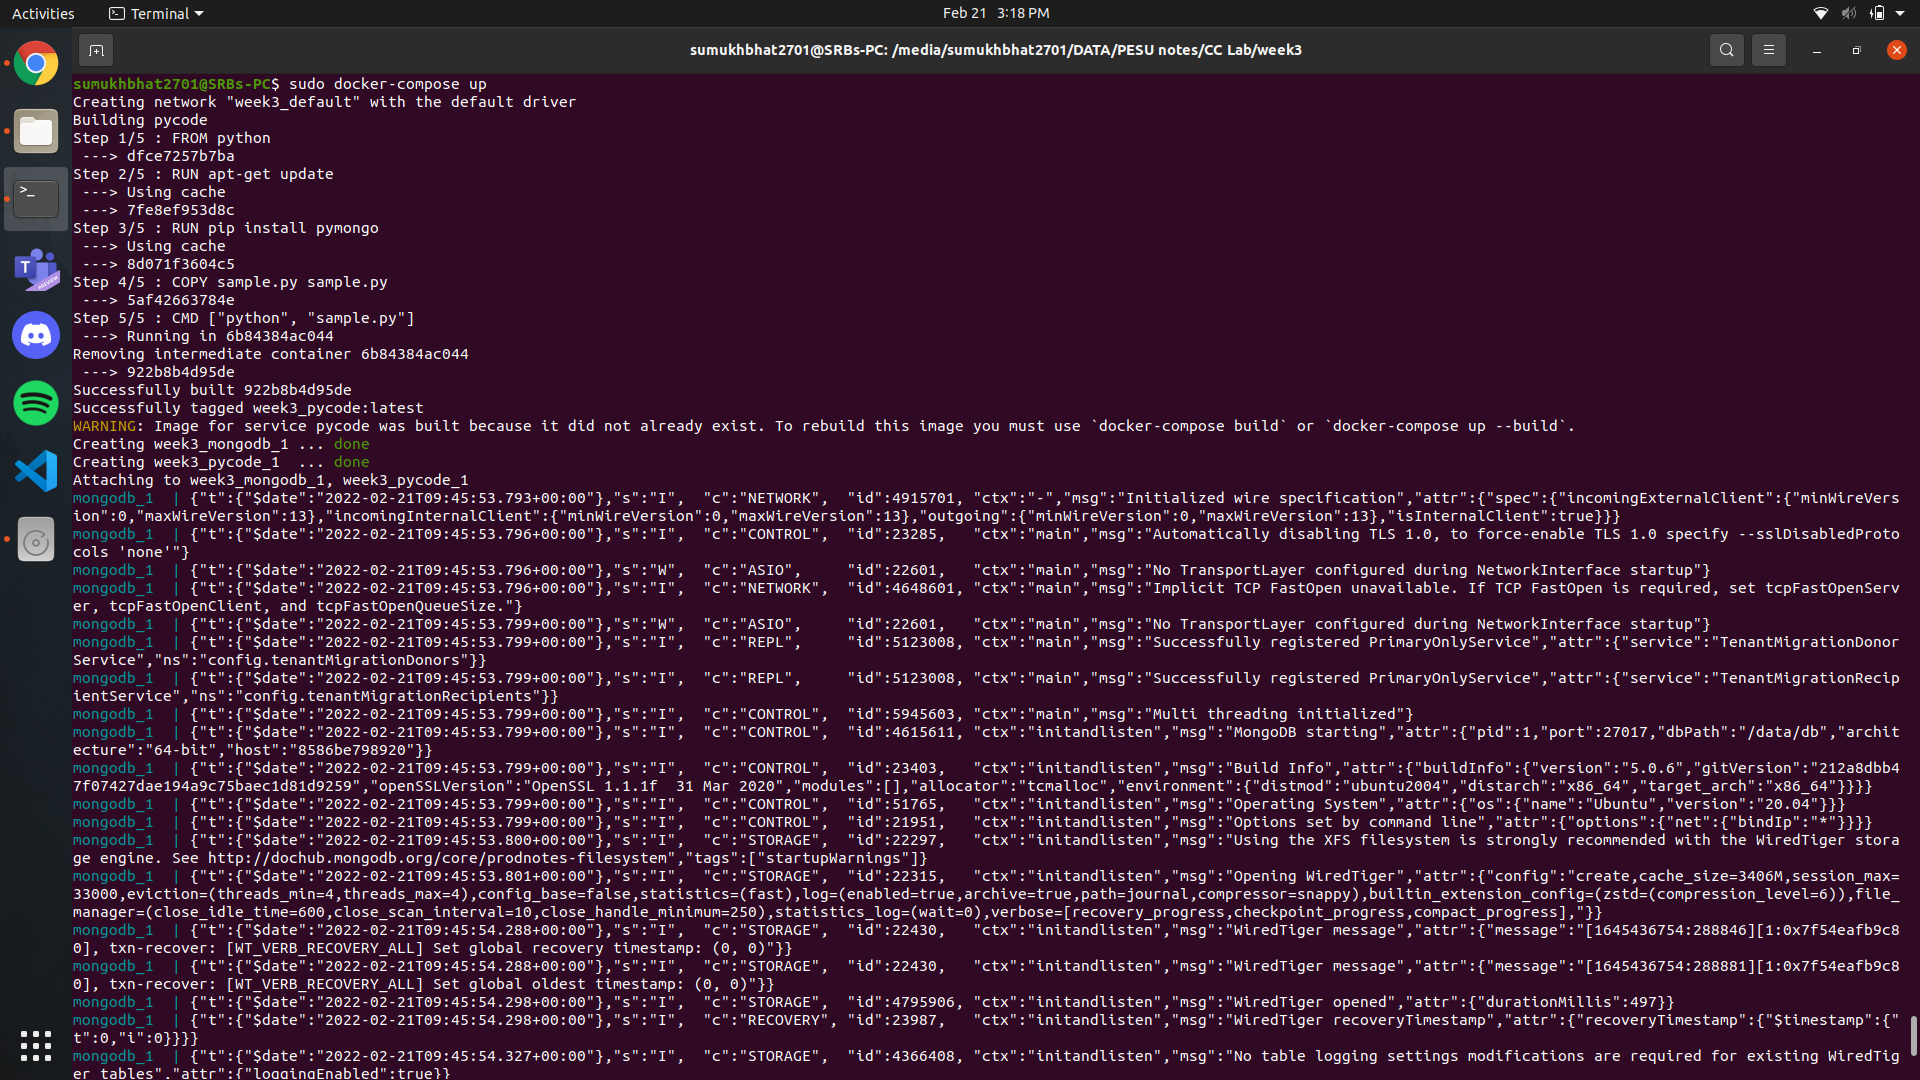 Activities
Terminal
Feb 21 3:18 PM
sumukhbhat2701@SRBs-PC: /media/sumukhbhat2701/DATA/PESU notes/CC Lab/week3
sumukhbhat2701@SRBs-PC$ sudo docker-compose up
Creating network "week3_default" with the default driver
Building pycode
Step 1/5 : FROM python
 ---> dfce7257b7ba
Step 2/5 : RUN apt-get update
 ---> Using cache
 ---> 7fe8ef953d8c
Step 3/5 : RUN pip install pymongo
 ---> Using cache
 ---> 8d071f3604c5
Step 4/5 : COPY sample.py sample.py
 ---> 5af42663784e
Step 5/5 : CMD ["python", "sample.py"]
 ---> Running in 6b84384ac044
Removing intermediate container 6b84384ac044
 ---> 922b8b4d95de
Successfully built 922b8b4d95de
Successfully tagged week3_pycode:latest
WARNING: Image for service pycode was built because it did not already exist. To rebuild this image you must use `docker-compose build` or `docker-compose up --build`.
Creating week3_mongodb_1 ... done
Creating week3_pycode_1  ... done
Attaching to week3_mongodb_1, week3_pycode_1
mongodb_1  | {"t":{"$date":"2022-02-21T09:45:53.793+00:00"},"s":"I",  "c":"NETWORK",  "id":4915701, "ctx":"-","msg":"Initialized wire specification","attr":{"spec":{"incomingExternalClient":{"minWireVers
ion":0,"maxWireVersion":13},"incomingInternalClient":{"minWireVersion":0,"maxWireVersion":13},"outgoing":{"minWireVersion":0,"maxWireVersion":13},"isInternalClient":true}}}
mongodb_1  | {"t":{"$date":"2022-02-21T09:45:53.796+00:00"},"s":"I",  "c":"CONTROL",  "id":23285,   "ctx":"main","msg":"Automatically disabling TLS 1.0, to force-enable TLS 1.0 specify --sslDisabledProto
cols 'none'"}
mongodb_1  | {"t":{"$date":"2022-02-21T09:45:53.796+00:00"},"s":"W",  "c":"ASIO",     "id":22601,   "ctx":"main","msg":"No TransportLayer configured during NetworkInterface startup"}
mongodb_1  | {"t":{"$date":"2022-02-21T09:45:53.796+00:00"},"s":"I",  "c":"NETWORK",  "id":4648601, "ctx":"main","msg":"Implicit TCP FastOpen unavailable. If TCP FastOpen is required, set tcpFastOpenServ
er, tcpFastOpenClient, and tcpFastOpenQueueSize."}
mongodb_1  | {"t":{"$date":"2022-02-21T09:45:53.799+00:00"},"s":"W",  "c":"ASIO",     "id":22601,   "ctx":"main","msg":"No TransportLayer configured during NetworkInterface startup"}
mongodb_1  | {"t":{"$date":"2022-02-21T09:45:53.799+00:00"},"s":"I",  "c":"REPL",     "id":5123008, "ctx":"main","msg":"Successfully registered PrimaryOnlyService","attr":{"service":"TenantMigrationDonor
Service","ns":"config.tenantMigrationDonors"}}
mongodb_1  | {"t":{"$date":"2022-02-21T09:45:53.799+00:00"},"s":"I",  "c":"REPL",     "id":5123008, "ctx":"main","msg":"Successfully registered PrimaryOnlyService","attr":{"service":"TenantMigrationRecip
ientService","ns":"config.tenantMigrationRecipients"}}
mongodb_1  | {"t":{"$date":"2022-02-21T09:45:53.799+00:00"},"s":"I",  "c":"CONTROL",  "id":5945603, "ctx":"main","msg":"Multi threading initialized"}
mongodb_1  | {"t":{"$date":"2022-02-21T09:45:53.799+00:00"},"s":"I",  "c":"CONTROL",  "id":4615611, "ctx":"initandlisten","msg":"MongoDB starting","attr":{"pid":1,"port":27017,"dbPath":"/data/db","archit
ecture":"64-bit","host":"8586be798920"}}
mongodb_1  | {"t":{"$date":"2022-02-21T09:45:53.799+00:00"},"s":"I",  "c":"CONTROL",  "id":23403,   "ctx":"initandlisten","msg":"Build Info","attr":{"buildInfo":{"version":"5.0.6","gitVersion":"212a8dbb4
7f07427dae194a9c75baec1d81d9259","openSSLVersion":"OpenSSL 1.1.1f  31 Mar 2020","modules":[],"allocator":"tcmalloc","environment":{"distmod":"ubuntu2004","distarch":"x86_64","target_arch":"x86_64"}}}}
mongodb_1  | {"t":{"$date":"2022-02-21T09:45:53.799+00:00"},"s":"I",  "c":"CONTROL",  "id":51765,   "ctx":"initandlisten","msg":"Operating System","attr":{"os":{"name":"Ubuntu","version":"20.04"}}}
mongodb_1  | {"t":{"$date":"2022-02-21T09:45:53.799+00:00"},"s":"I",  "c":"CONTROL",  "id":21951,   "ctx":"initandlisten","msg":"Options set by command line","attr":{"options":{"net":{"bindIp":"*"}}}}
mongodb_1  | {"t":{"$date":"2022-02-21T09:45:53.800+00:00"},"s":"I",  "c":"STORAGE",  "id":22297,   "ctx":"initandlisten","msg":"Using the XFS filesystem is strongly recommended with the WiredTiger stora
ge engine. See http://dochub.mongodb.org/core/prodnotes-filesystem","tags":["startupWarnings"]}
mongodb_1  | {"t":{"$date":"2022-02-21T09:45:53.801+00:00"},"s":"I",  "c":"STORAGE",  "id":22315,   "ctx":"initandlisten","msg":"Opening WiredTiger","attr":{"config":"create,cache_size=3406M,session_max=
33000,eviction=(threads_min=4,threads_max=4),config_base=false,statistics=(fast),log=(enabled=true,archive=true,path=journal,compressor=snappy),builtin_extension_config=(zstd=(compression_level=6)),file_
manager=(close_idle_time=600,close_scan_interval=10,close_handle_minimum=250),statistics_log=(wait=0),verbose=[recovery_progress,checkpoint_progress,compact_progress],"}}
mongodb_1  | {"t":{"$date":"2022-02-21T09:45:54.288+00:00"},"s":"I",  "c":"STORAGE",  "id":22430,   "ctx":"initandlisten","msg":"WiredTiger message","attr":{"message":"[1645436754:288846][1:0x7f54eafb9c8
0], txn-recover: [WT_VERB_RECOVERY_ALL] Set global recovery timestamp: (0, 0)"}}
mongodb_1  | {"t":{"$date":"2022-02-21T09:45:54.288+00:00"},"s":"I",  "c":"STORAGE",  "id":22430,   "ctx":"initandlisten","msg":"WiredTiger message","attr":{"message":"[1645436754:288881][1:0x7f54eafb9c8
0], txn-recover: [WT_VERB_RECOVERY_ALL] Set global oldest timestamp: (0, 0)"}}
mongodb_1  | {"t":{"$date":"2022-02-21T09:45:54.298+00:00"},"s":"I",  "c":"STORAGE",  "id":4795906, "ctx":"initandlisten","msg":"WiredTiger opened","attr":{"durationMillis":497}}
mongodb_1  | {"t":{"$date":"2022-02-21T09:45:54.298+00:00"},"s":"I",  "c":"RECOVERY", "id":23987,   "ctx":"initandlisten","msg":"WiredTiger recoveryTimestamp","attr":{"recoveryTimestamp":{"$timestamp":{"
t":0,"i":0}}}}
mongodb_1  | {"t":{"$date":"2022-02-21T09:45:54.327+00:00"},"s":"I",  "c":"STORAGE",  "id":4366408, "ctx":"initandlisten","msg":"No table logging settings modifications are required for existing WiredTig
er tables","attr":{"loggingEnabled":true}}